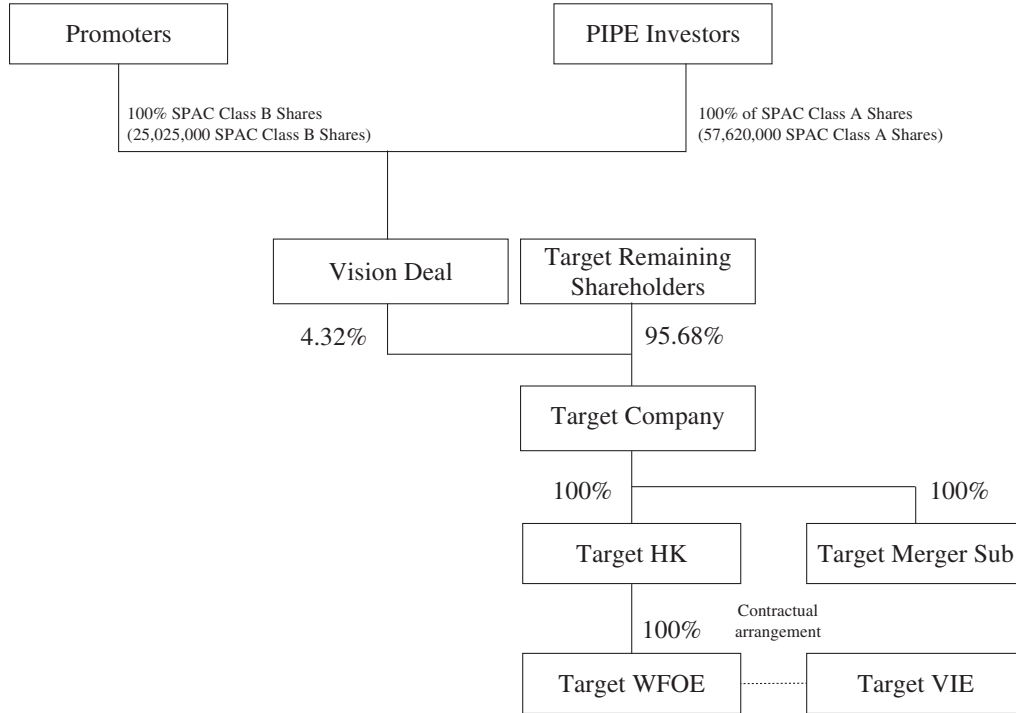 Promoters
PIPE Investors
100% SPAC Class B Shares
(25,025,000 SPAC Class B Shares)
100% of SPAC Class A Shares
(57,620,000 SPAC Class A Shares)
Vision Deal
Target Remaining
Shareholders
4.32%
95.68%
Target Company
100%
100%
Target HK
Target Merger Sub
100%
Contractual
arrangement
Target WFOE
Target VIE